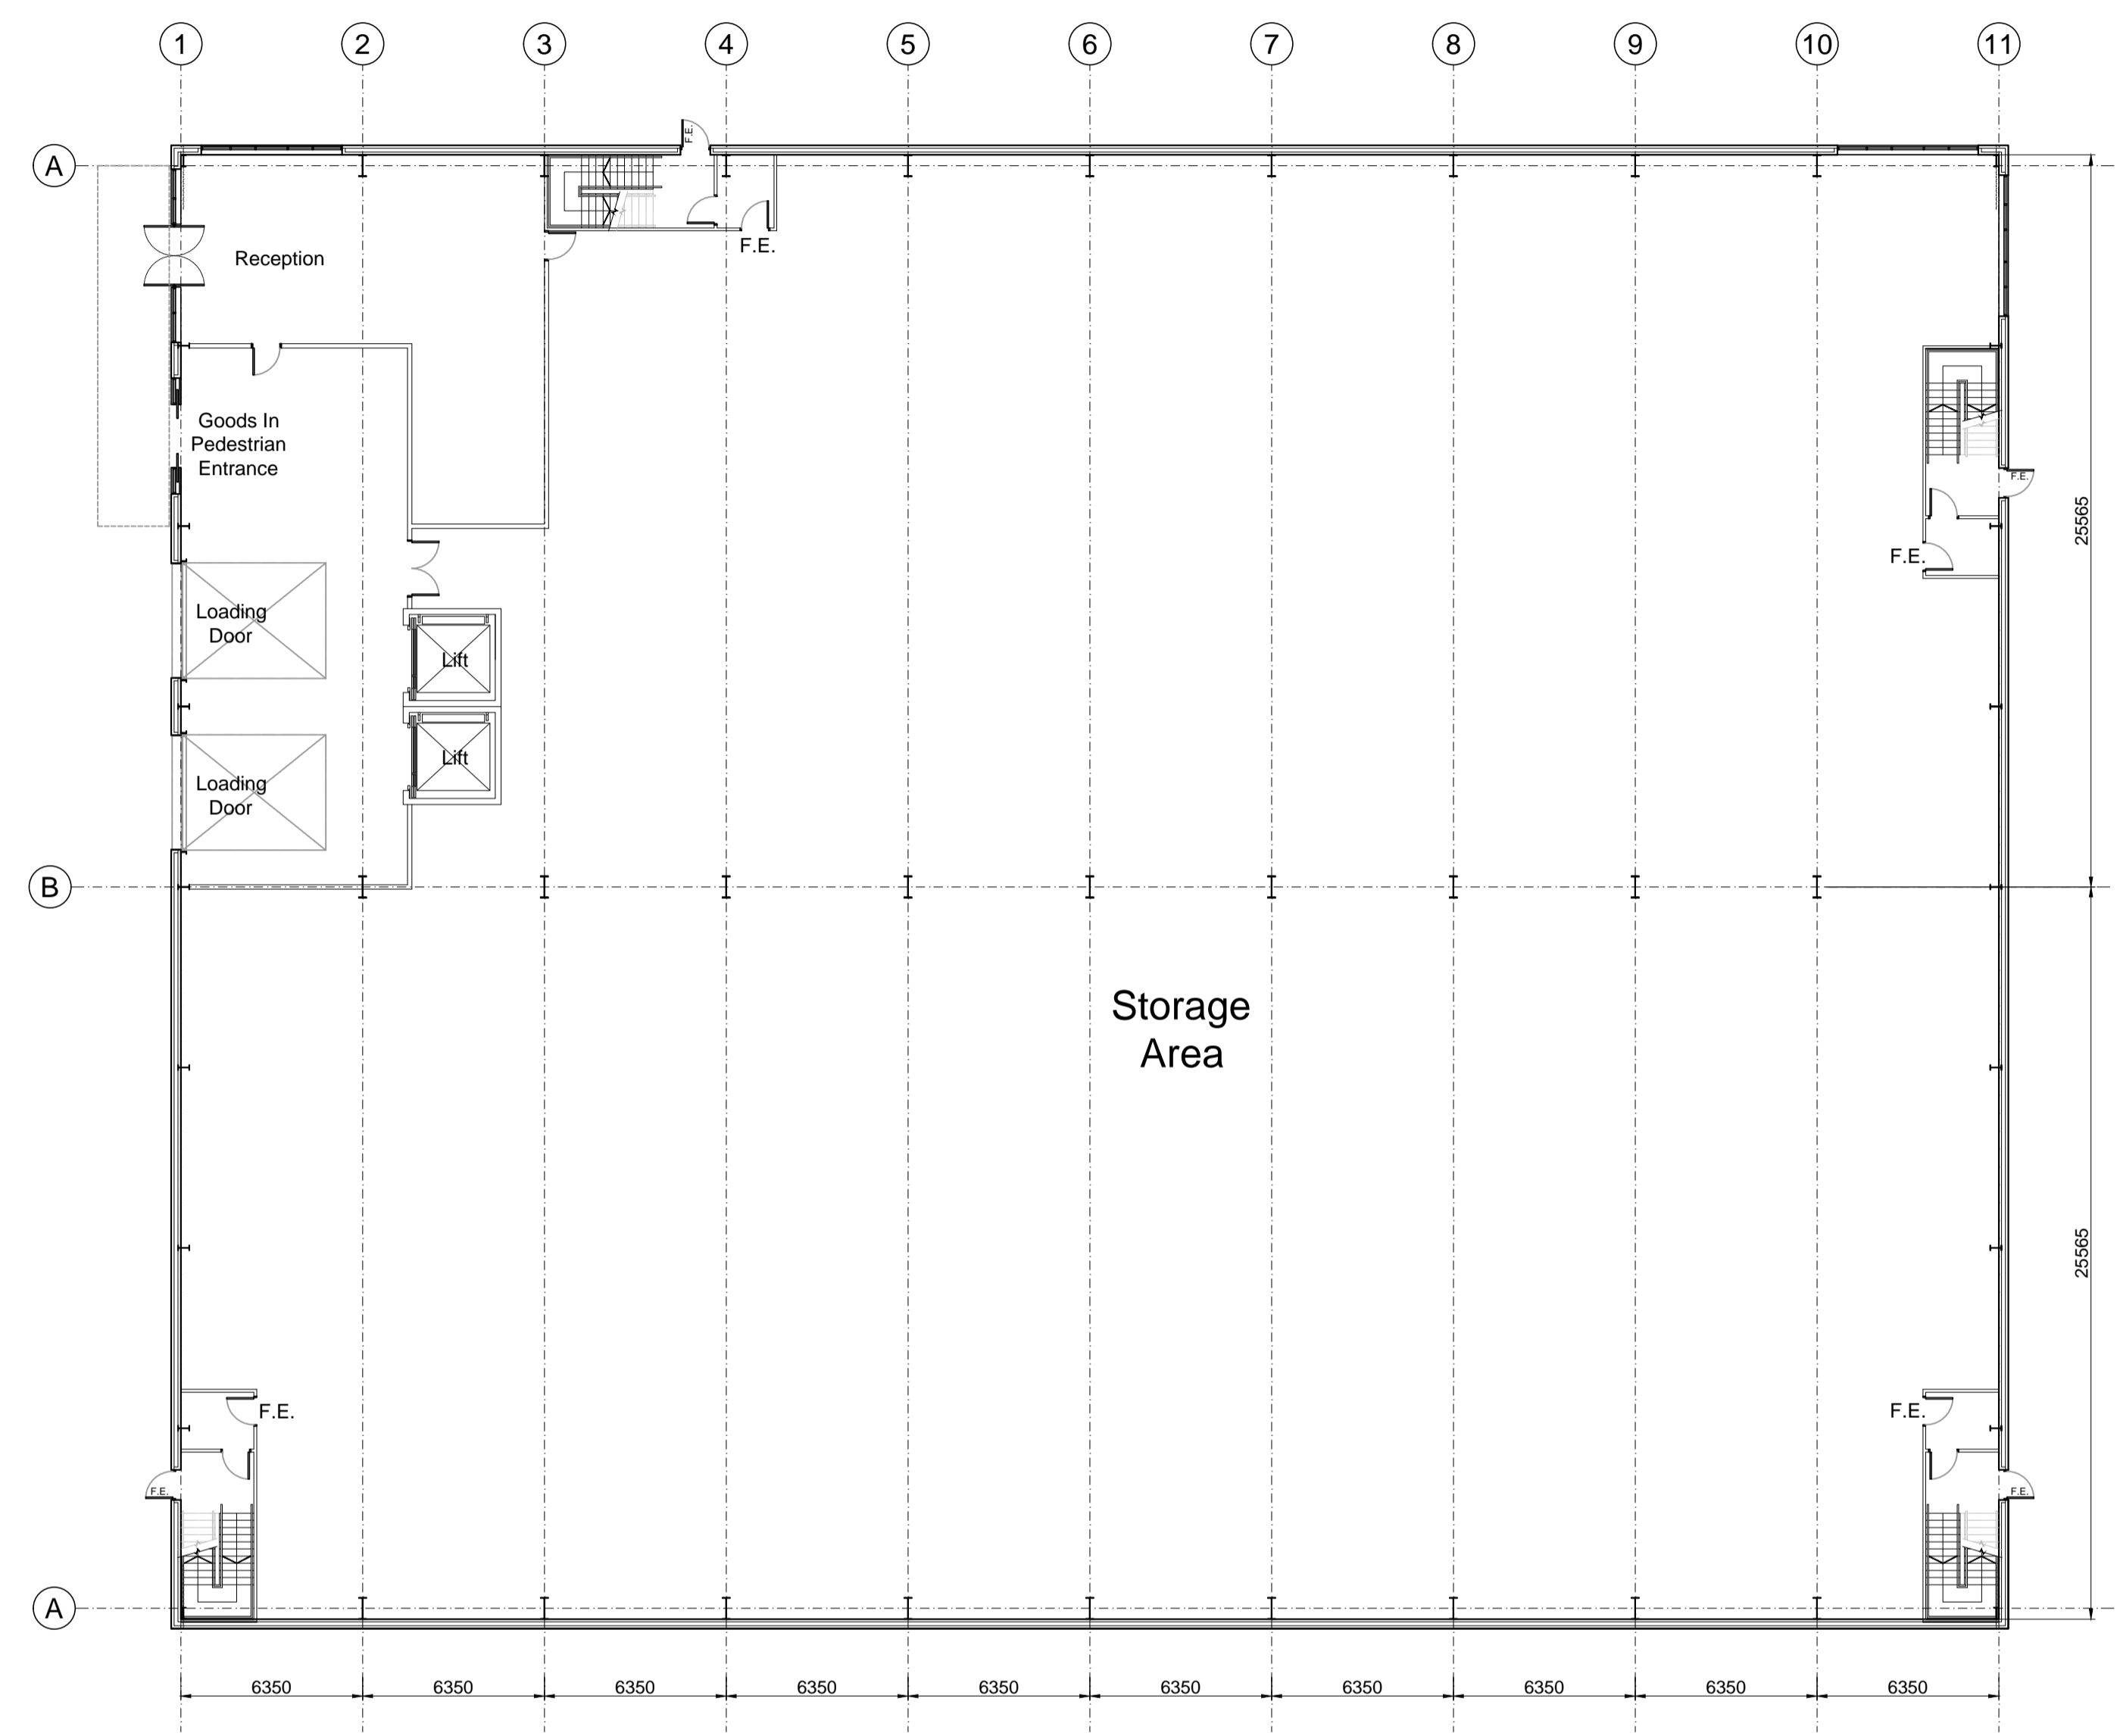 1
2
3
4
5
6
7
8
9
10
11
A
F.E.
F.E.
Reception
Goods In
Pedestrian
Entrance
F.E.
25565
F.E.
Loading
Door
Lift
Lift
Loading
Door
B
Storage
Area
25565
F.E.
F.E.
F.E.
F.E.
A
6350
6350
6350
6350
6350
6350
6350
6350
6350
6350